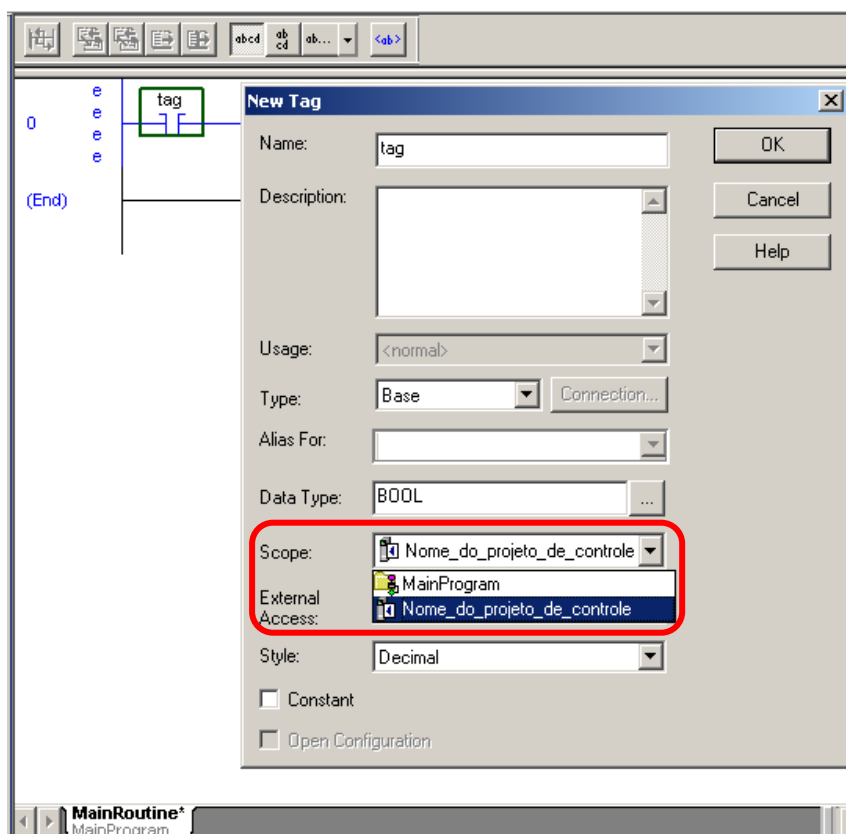 abcd
ab
cd
ab...
<ab>
0
e
e
e
e
tag
(End)
New Tag
Name:
tag
OK
Description:
Cancel
Help
Usage:
<normal>
Type:
Base
Connection...
Alias For:
Data Type:
BOOL
...
Scope:
Nome_do_projeto_de_controle
MainProgram
External
Access:
Nome_do_projeto_de_controle
Style:
Decimal
Constant
Open Configuration
MainRoutine*
MainProgram